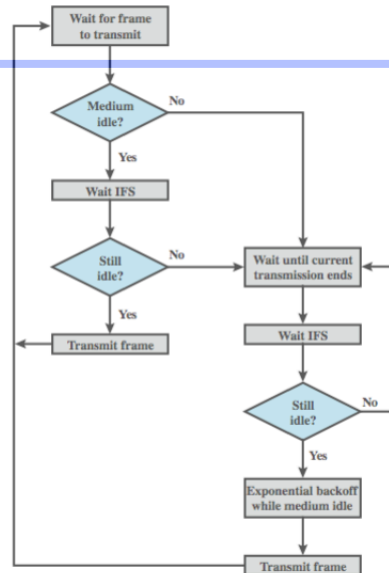 Wait for frame
to transmit
Medium
idle?
No
Yes
Wait IFS
Still
idle?
No
Wait until current
transmission ends
Yes
Transmit frame
Wait IFS
Still
idle?
No
Yes
Exponential backoff
while medium idle
Transmit frame